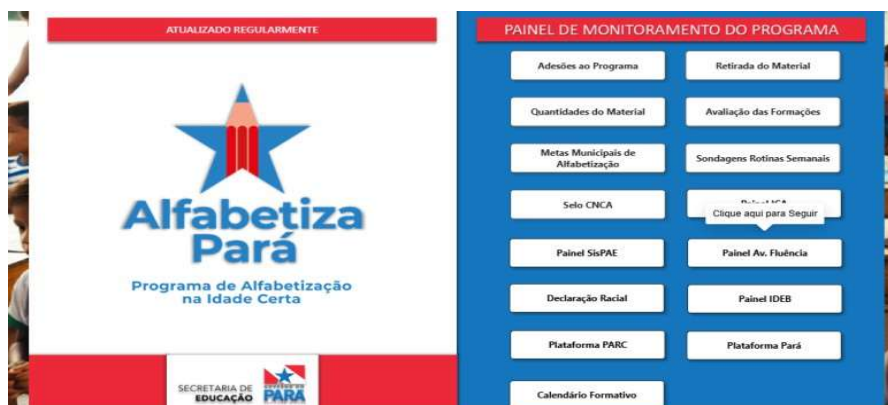 ATUALIZADO REGULARMENTE
Alfabetiza
Pará
Programa de Alfabetização
na Idade Certa
SECRETARIA DE
EDUCAÇÃO
PARÁ
PAINEL DE MONITORAMENTO DO PROGRAMA
Adesões ao Programa
Retirada do Material
Quantidades do Material
Avaliação das Formações
Metas Municipais de
Alfabetização
Sondagens Rotinas Semanais
Selo CNCA
Clique aqui para Seguir
Painel SisPAE
Painel Av. Fluência
Declaração Racial
Painel IDEB
Plataforma PARC
Plataforma Pará
Calendário Formativo